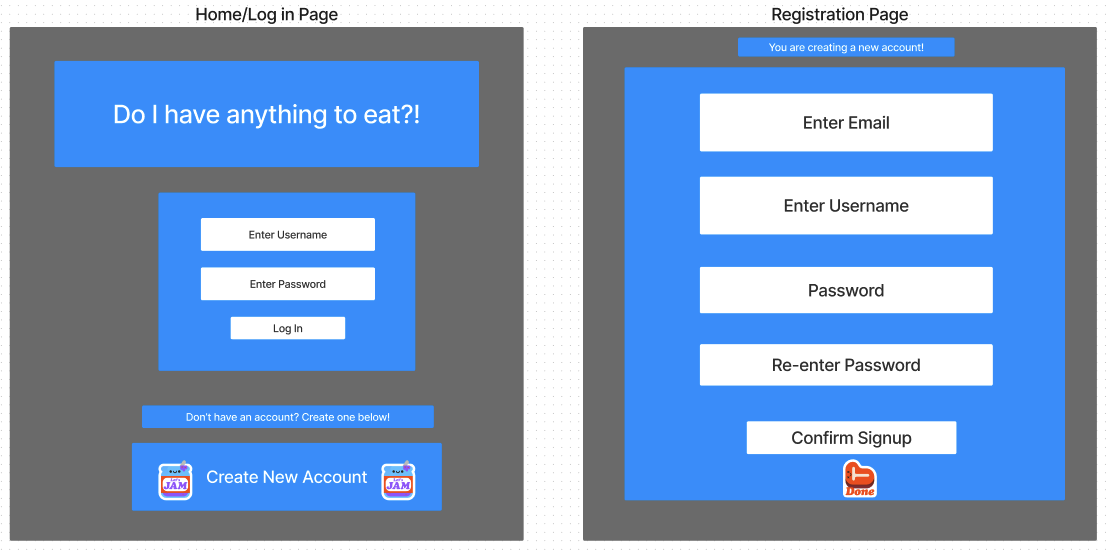 Home/Log in Page
Do I have anything to eat?!
Enter Username
Enter Password
Log In
Don't have an account? Create one below!
Let's
JAM
Create New Account
Let's
JAM
Registration Page
You are creating a new account!
Enter Email
Enter Username
Password
Re-enter Password
Confirm Signup
Done